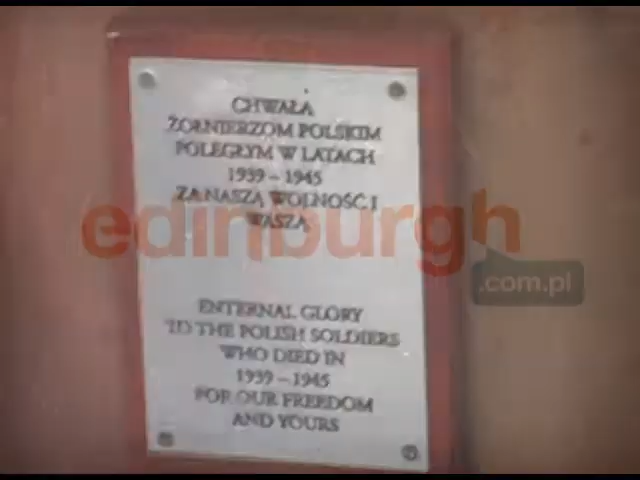 CHWAŁA
ŻOŁNIERZOM POLSKIM
POLEGŁYM W LATACH
1939 - 1945
ZA NASZĄ WOLNOŚĆ I
WASZĄ
edinburgh
.com.pl
ENTERNAL GLORY
TO THE POLISH SOLDIERS
WHO DIED IN
1939 - 1945
FOR OUR FREEDOM
AND YOURS